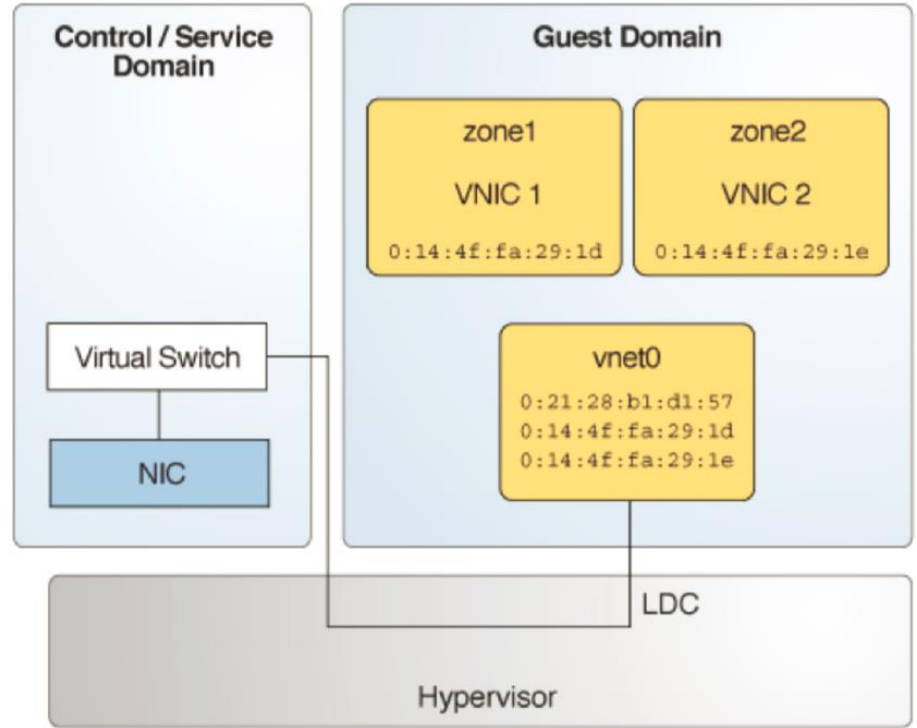 Control / Service
Domain
Guest Domain
zone1
VNIC 1
0:14:4f:fa:29:1d
zone2
VNIC 2
0:14:4f:fa:29:1e
Virtual Switch
NIC
vnet0
0:21:28:b1:d1:57
0:14:4f:fa:29:1d
0:14:4f:fa:29:1e
LDC
Hypervisor